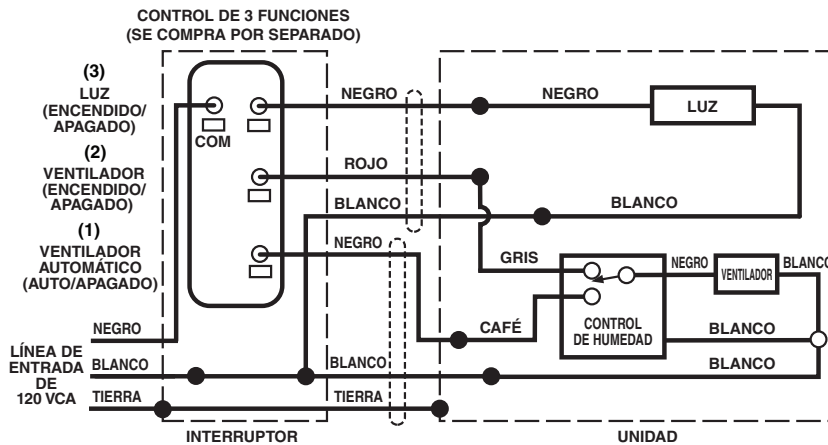 CONTROL DE 3 FUNCIONES
(SE COMPRA POR SEPARADO)
(3)
LUZ
(ENCENDIDO/
APAGADO)
COM
NEGRO
NEGRO
LUZ
(2)
VENTILADOR
(ENCENDIDO/
APAGADO)
ROJO
BLANCO
BLANCO
(1)
VENTILADOR
AUTOMÁTICO
(AUTO/APAGADO)
NEGRO
GRIS
NEGRO
VENTILADOR
BLANCO
CAFÉ
CONTROL
DE HUMEDAD
BLANCO
LÍNEA DE
ENTRADA
DE
120 VCA
NEGRO
BLANCO
BLANCO
BLANCO
TIERRA
TIERRA
INTERRUPTOR
UNIDAD